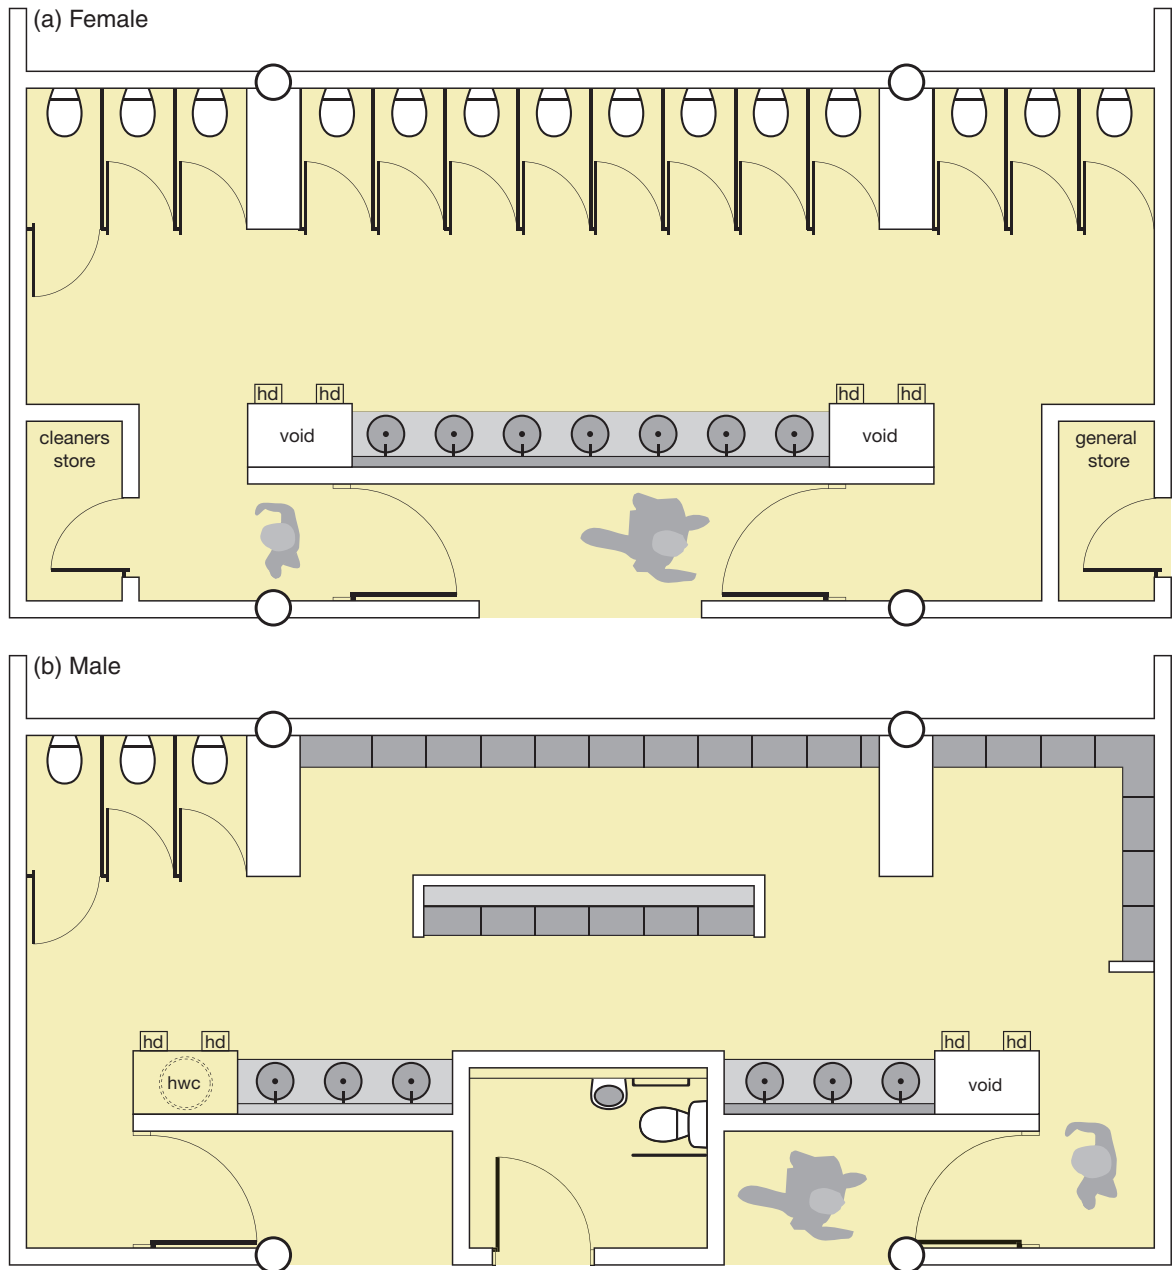 (a) Female
hd hd hd hd
void void
cleaners
store
general
store
(b) Male
hd hd hd hd
hwc void